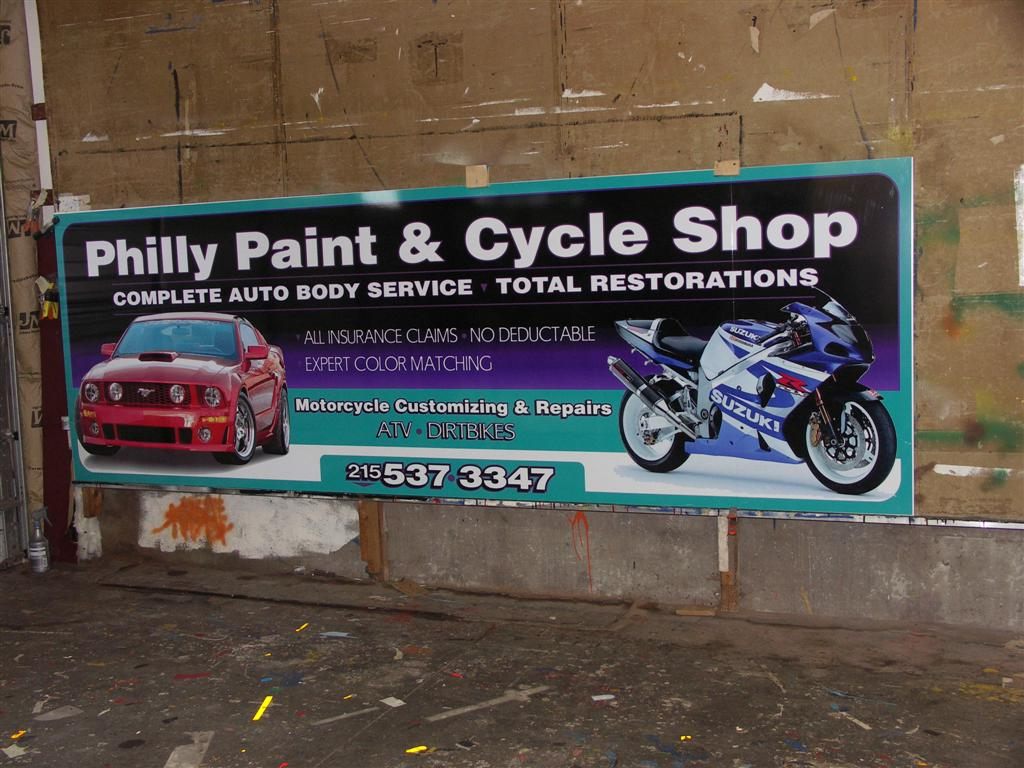 Philly Paint & Cycle Shop
COMPLETE AUTO BODY SERVICE TOTAL RESTORATIONS
ALL INSURANCE CLAIMS • NO DEDUCTABLE
EXPERT COLOR MATCHING
Motorcycle Customizing & Repairs
ATV • DIRTBIKES
215 537•3347
SUZUKI
R
SUZUKI